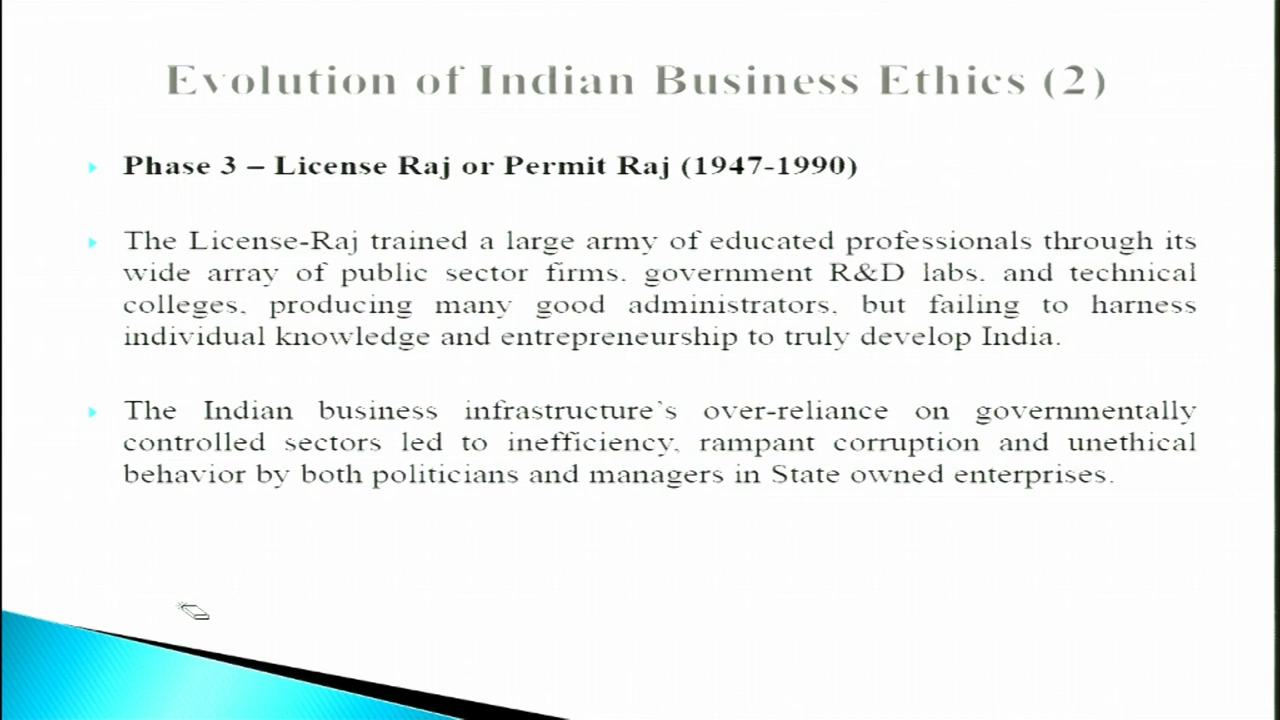 Evolution of Indian Business Ethics (2)
Phase 3 – License Raj or Permit Raj (1947-1990)
The License-Raj trained a large army of educated professionals through its
wide array of public sector firms, government R&D labs, and technical
colleges, producing many good administrators, but failing to harness
individual knowledge and entrepreneurship to truly develop India.
The Indian business infrastructure's over-reliance on governmentally
controlled sectors led to inefficiency, rampant corruption and unethical
behavior by both politicians and managers in State owned enterprises.